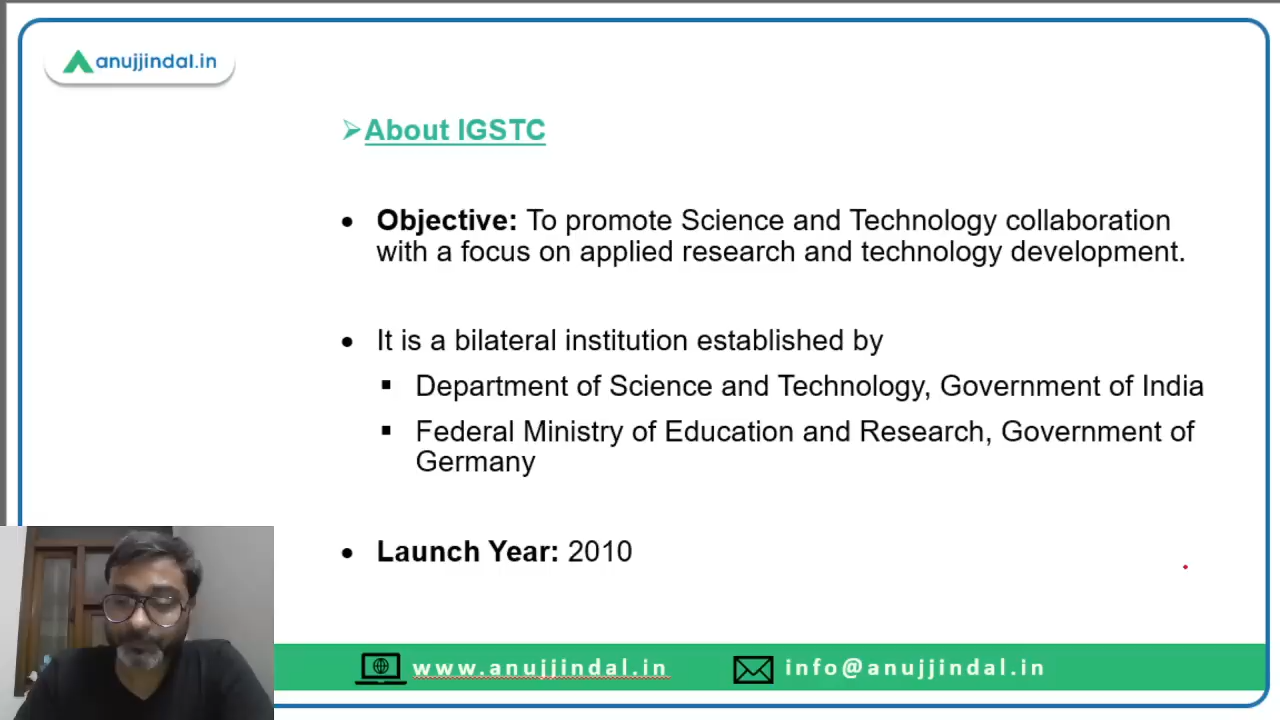 anujjindal.in
About IGSTC
Objective: To promote Science and Technology collaboration
with a focus on applied research and technology development.
It is a bilateral institution established by
Department of Science and Technology, Government of India
Federal Ministry of Education and Research, Government of
Germany
Launch Year: 2010
www.anujjindal.in
info@anujjindal.in